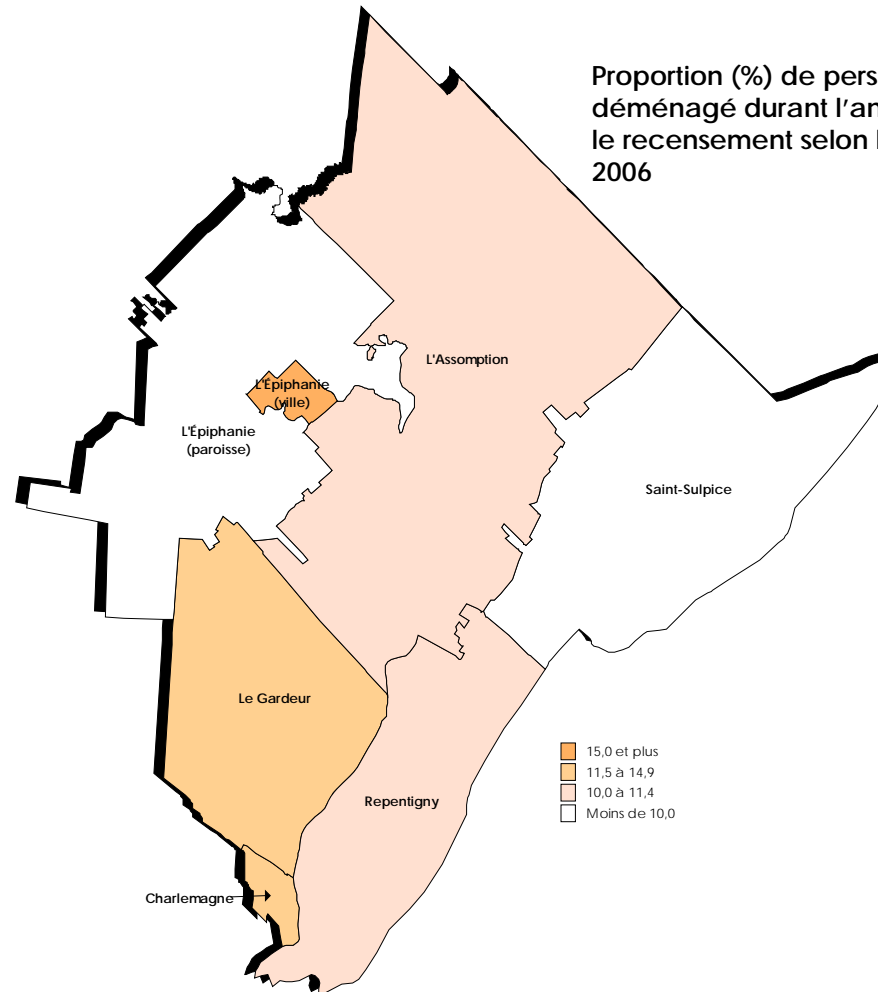 Proportion (%) de pers
déménagé durant l'an
le recensement selon l
2006
L'Assomption
L'Épiphanie
(ville)
L'Épiphanie
(paroisse)
Saint-Sulpice
Le Gardeur
15,0 et plus
11,5 à 14,9
10,0 à 11,4
Moins de 10,0
Repentigny
Charlemagne